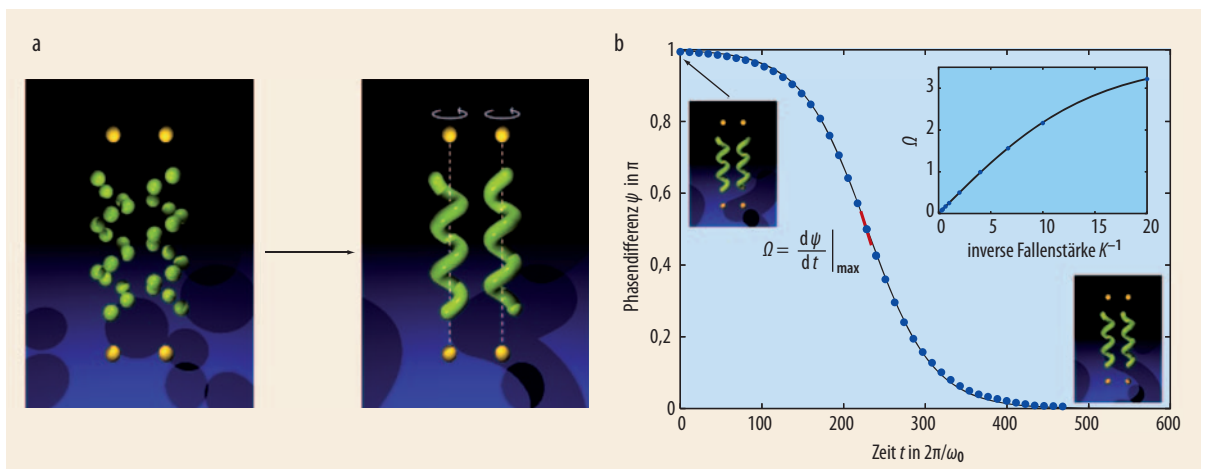 a
b
1
0,8
0,6
0,4
0,2
0
Phasendifferenz ψ in π
0 100 200 300 400 500 600
Zeit t in 2π/ω₀
Ω = dψ/dt |max
3
2
1
0
Ω
0 5 10 15 20
inverse Fallenstärke K⁻¹